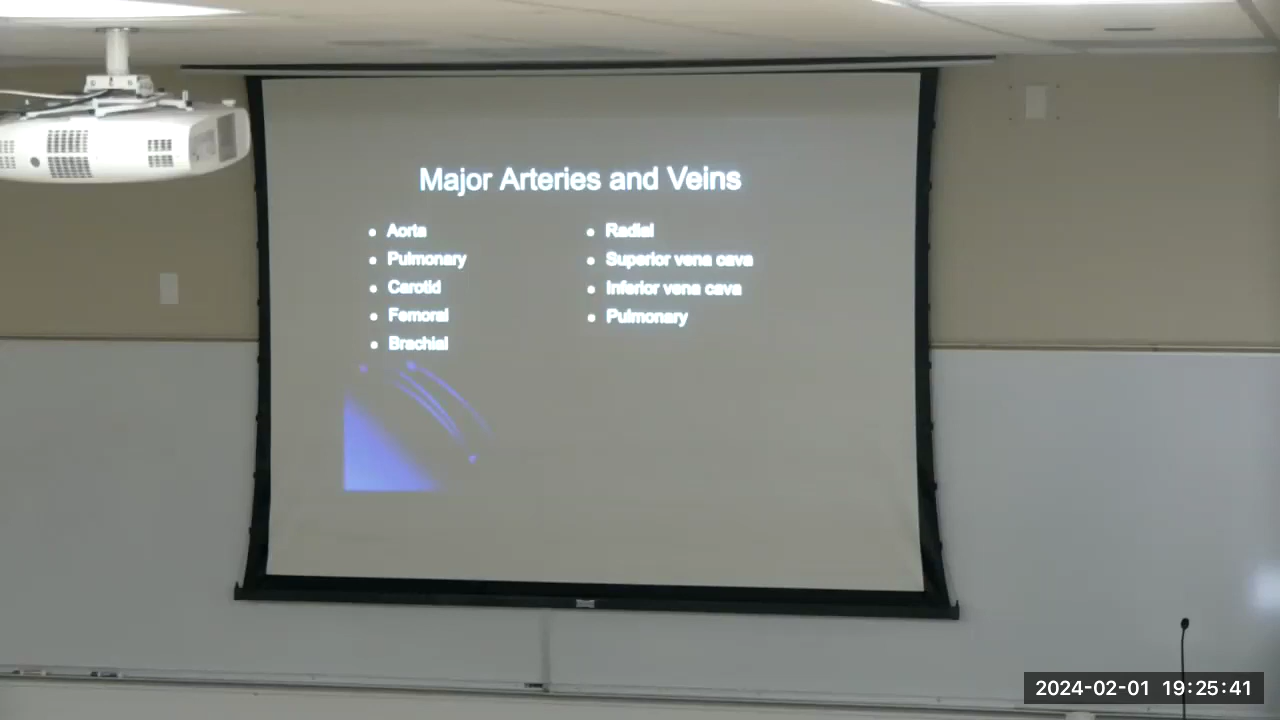 Major Arteries and Veins
Aorta
Pulmonary
Carotid
Femoral
Brachial
Radial
Superior vena cava
Inferior vena cava
Pulmonary
2024-02-01 19:25:41